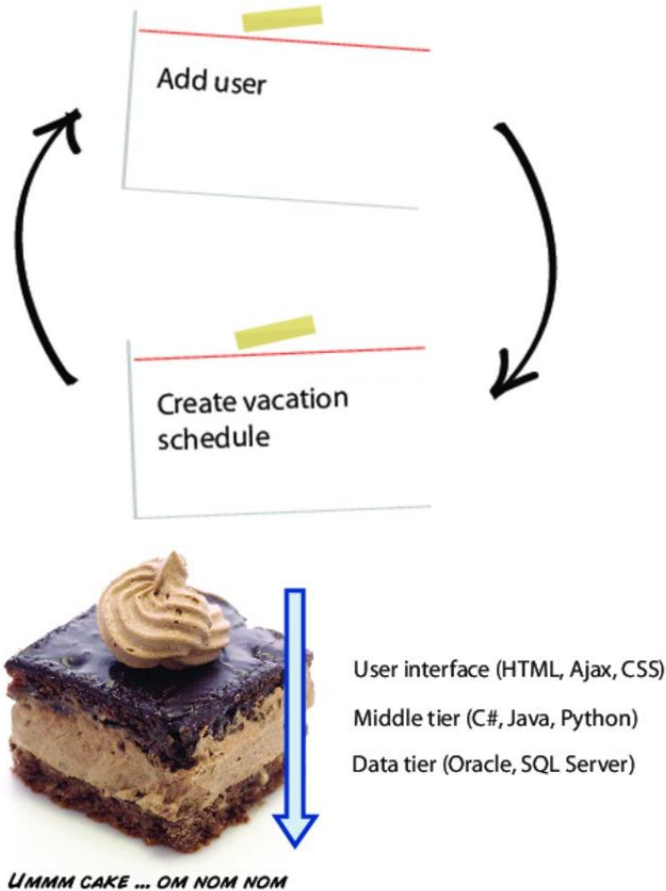 Add user
Create vacation
schedule
User interface (HTML, Ajax, CSS)
Middle tier (C#, Java, Python)
Data tier (Oracle, SQL Server)
UMMM CAKE ... OM NOM NOM